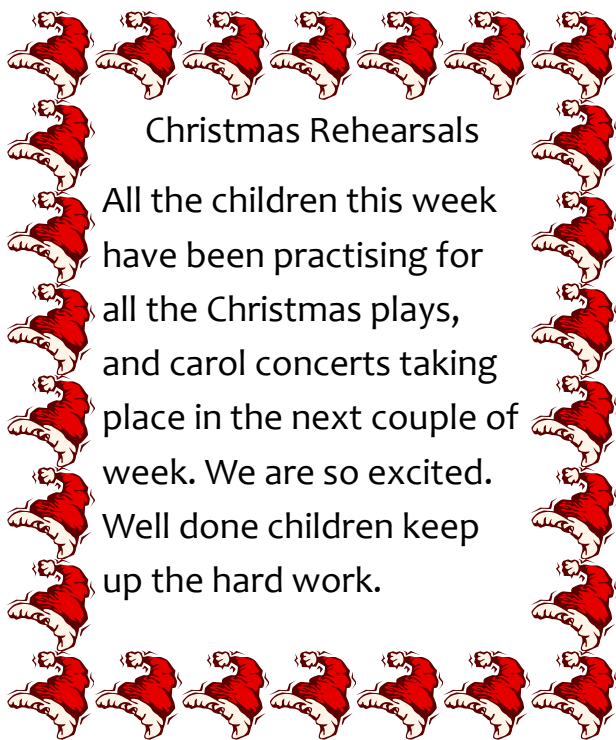 Christmas Rehearsals
All the children this week
have been practising for
all the Christmas plays,
and carol concerts taking
place in the next couple of
week. We are so excited.
Well done children keep
up the hard work.